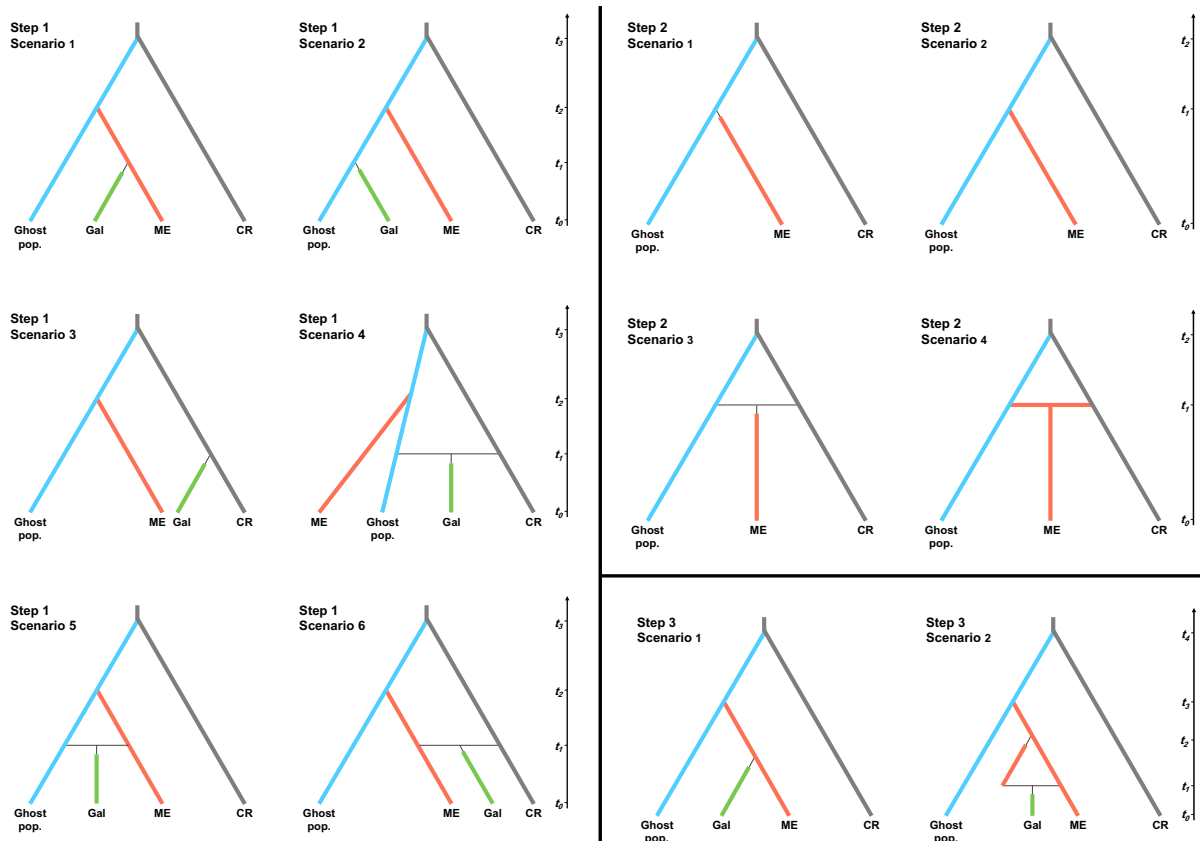 Step 1
Scenario 1
Step 1
Scenario 2
t3
t2
t1
t0
Ghost pop.
Gal
ME
CR
Ghost pop.
Gal
ME
CR
Step 2
Scenario 1
Step 2
Scenario 2
t2
t1
t0
Ghost pop.
ME
CR
Ghost pop.
ME
CR
Step 1
Scenario 3
Step 1
Scenario 4
t3
t2
t1
t0
Ghost pop.
ME
Gal
CR
ME
Ghost pop.
Gal
CR
Step 2
Scenario 3
Step 2
Scenario 4
t2
t1
t0
Ghost pop.
ME
CR
Ghost pop.
ME
CR
Step 1
Scenario 5
Step 1
Scenario 6
t3
t2
t1
t0
Ghost pop.
Gal
ME
CR
Ghost pop.
ME
Gal
CR
Step 3
Scenario 1
Step 3
Scenario 2
t4
t3
t2
t1
t0
Ghost pop.
Gal
ME
CR
Ghost pop.
Gal
ME
CR